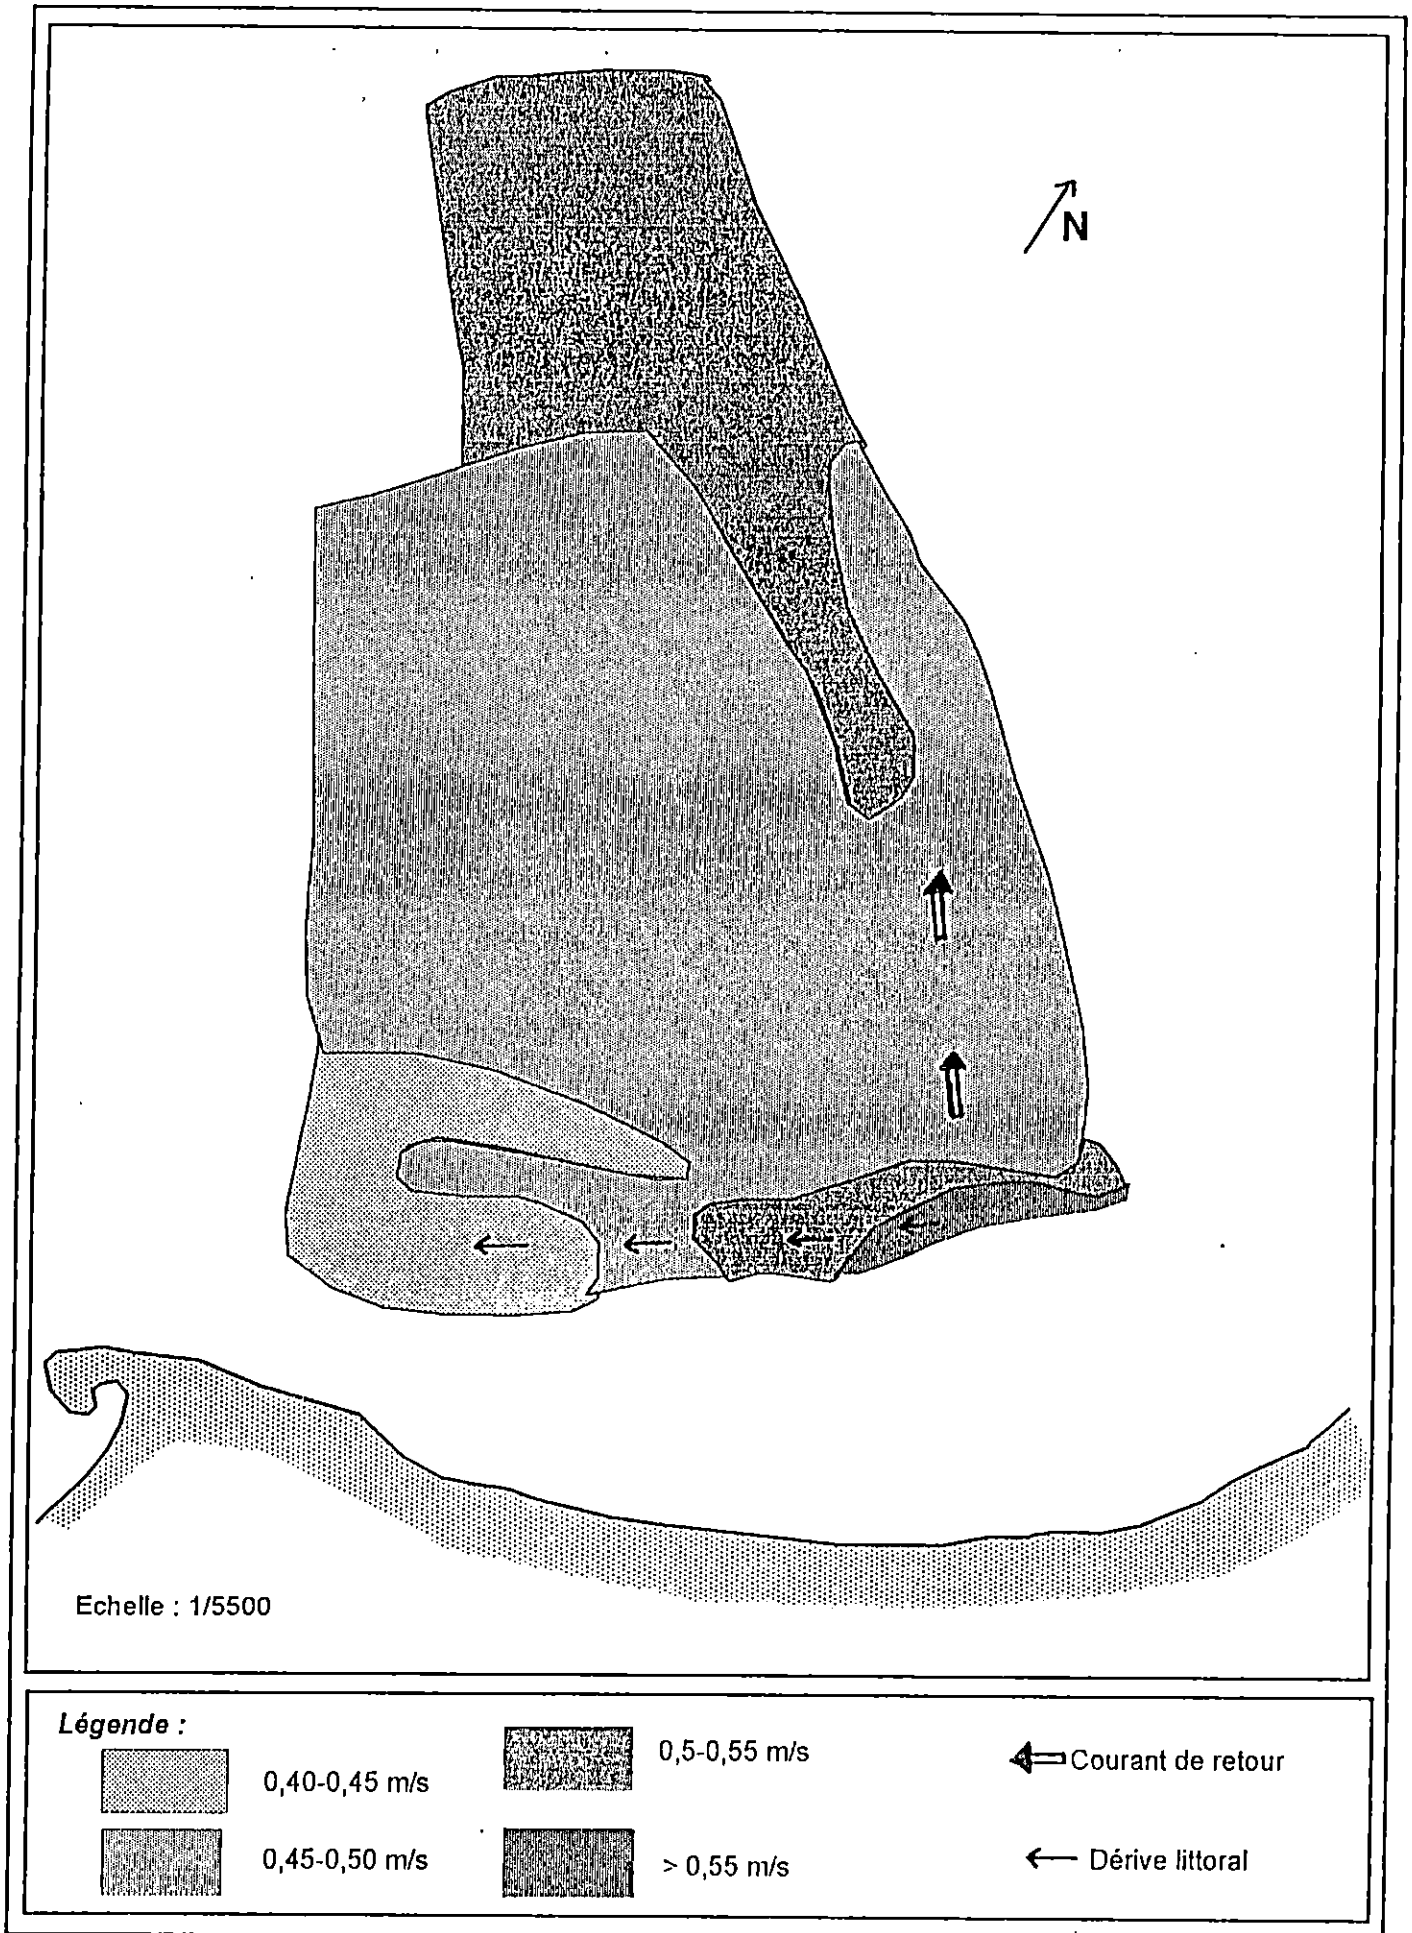 N
Echelle : 1/5500
Légende :
0,40-0,45 m/s
0,5-0,55 m/s
Courant de retour
0,45-0,50 m/s
> 0,55 m/s
Dérive littoral